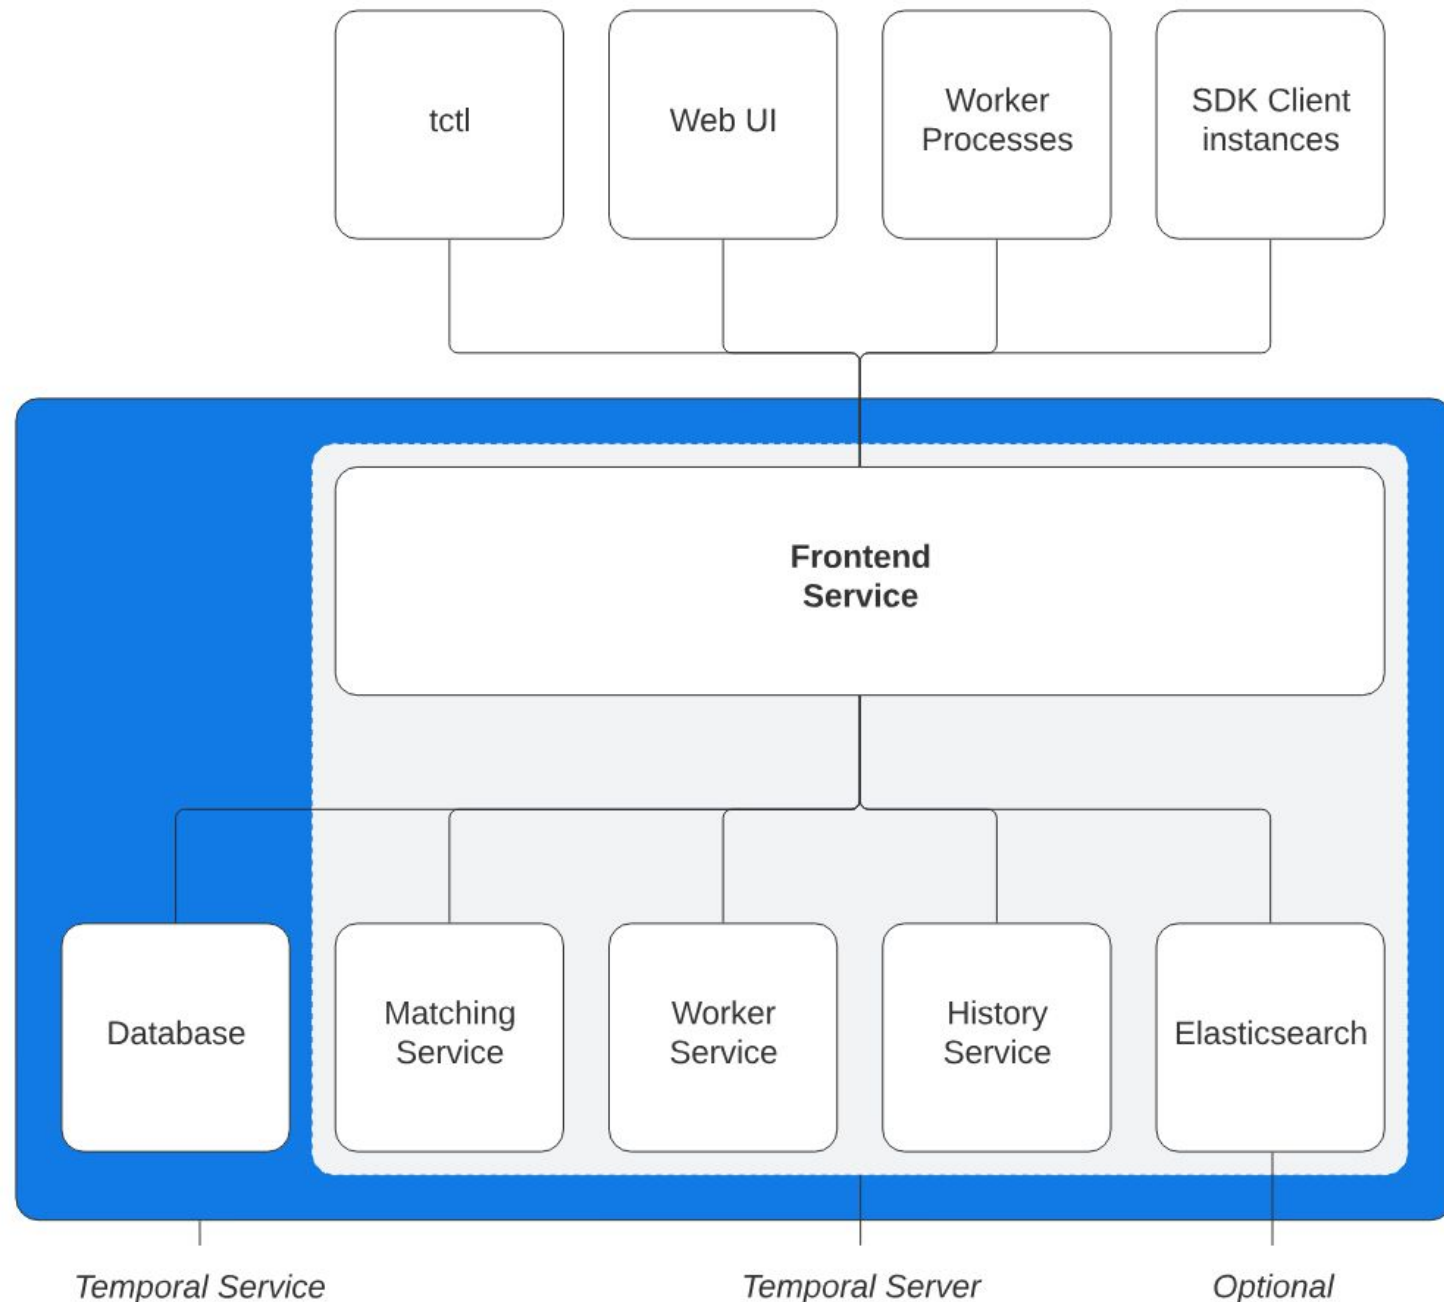 tctl
Web UI
Worker
Processes
SDK Client
instances
Frontend
Service
Database
Matching
Service
Worker
Service
History
Service
Elasticsearch
Temporal Service
Temporal Server
Optional